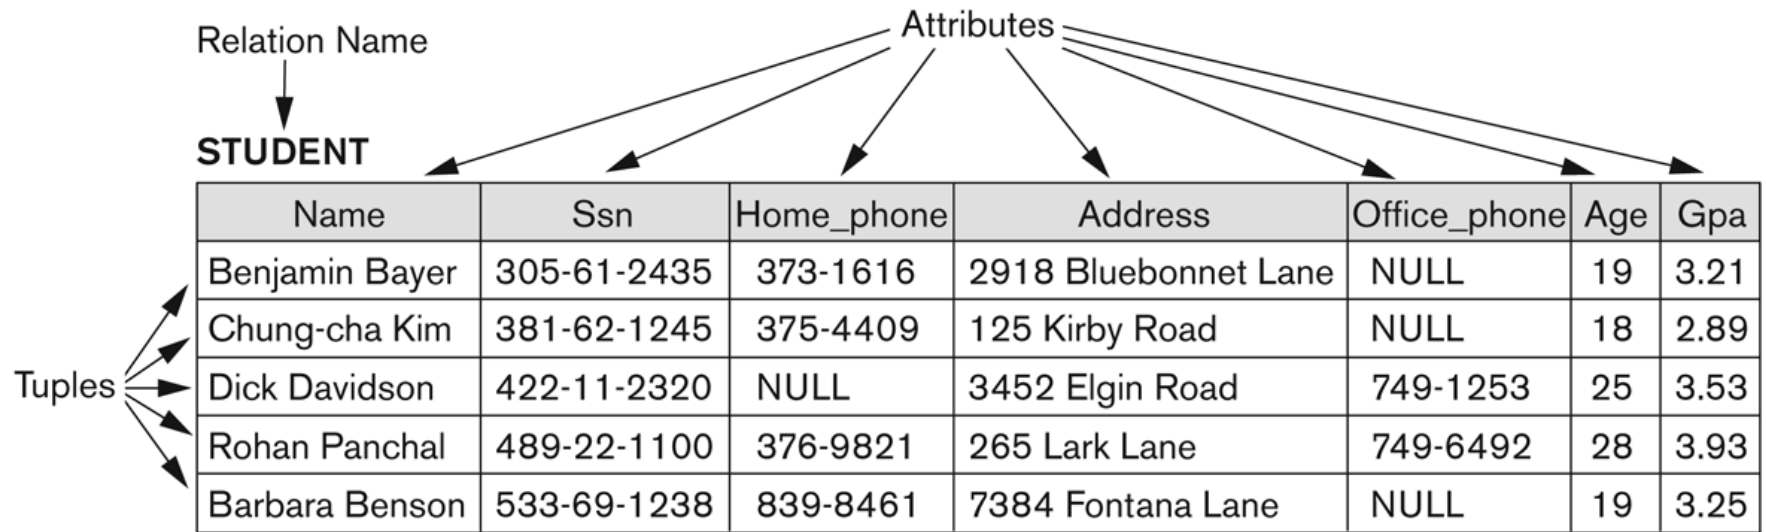 Attributes
Relation Name
STUDENT
Name Ssn Home_phone Address Office_phone Age Gpa
Benjamin Bayer 305-61-2435 373-1616 2918 Bluebonnet Lane NULL 19 3.21
Chung-cha Kim 381-62-1245 375-4409 125 Kirby Road NULL 18 2.89
Tuples Dick Davidson 422-11-2320 NULL 3452 Elgin Road 749-1253 25 3.53
Rohan Panchal 489-22-1100 376-9821 265 Lark Lane 749-6492 28 3.93
Barbara Benson 533-69-1238 839-8461 7384 Fontana Lane NULL 19 3.25